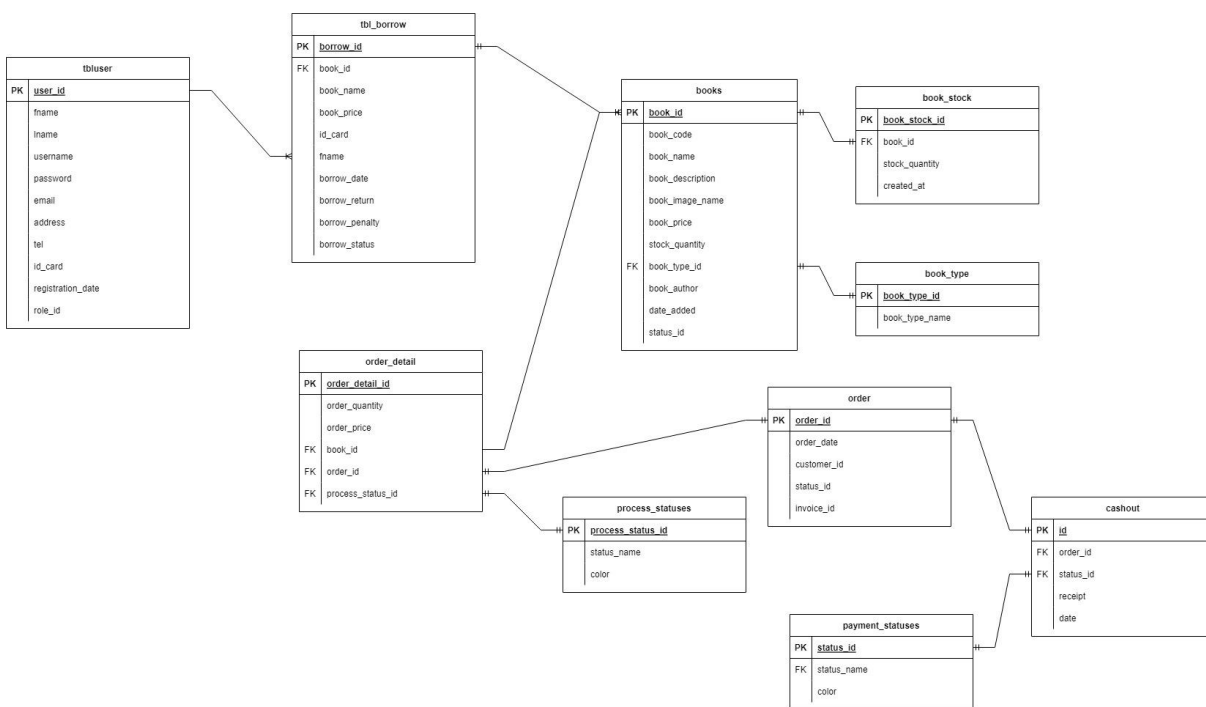 tbluser
PK user_id
fname
lname
username
password
email
address
tel
id_card
registration_date
role_id
tbl_borrow
PK borrow_id
FK book_id
book_name
book_price
id_card
fname
borrow_date
borrow_return
borrow_penalty
borrow_status
books
PK book_id
book_code
book_name
book_description
book_image_name
book_price
stock_quantity
FK book_type_id
book_author
date_added
status_id
book_stock
PK book_stock_id
FK book_id
stock_quantity
created_at
book_type
PK book_type_id
book_type_name
order_detail
PK order_detail_id
order_quantity
order_price
FK book_id
FK order_id
FK process_status_id
process_statuses
PK process_status_id
status_name
color
order
PK order_id
order_date
customer_id
status_id
invoice_id
cashout
PK id
FK order_id
FK status_id
receipt
date
payment_statuses
PK status_id
FK status_name
color